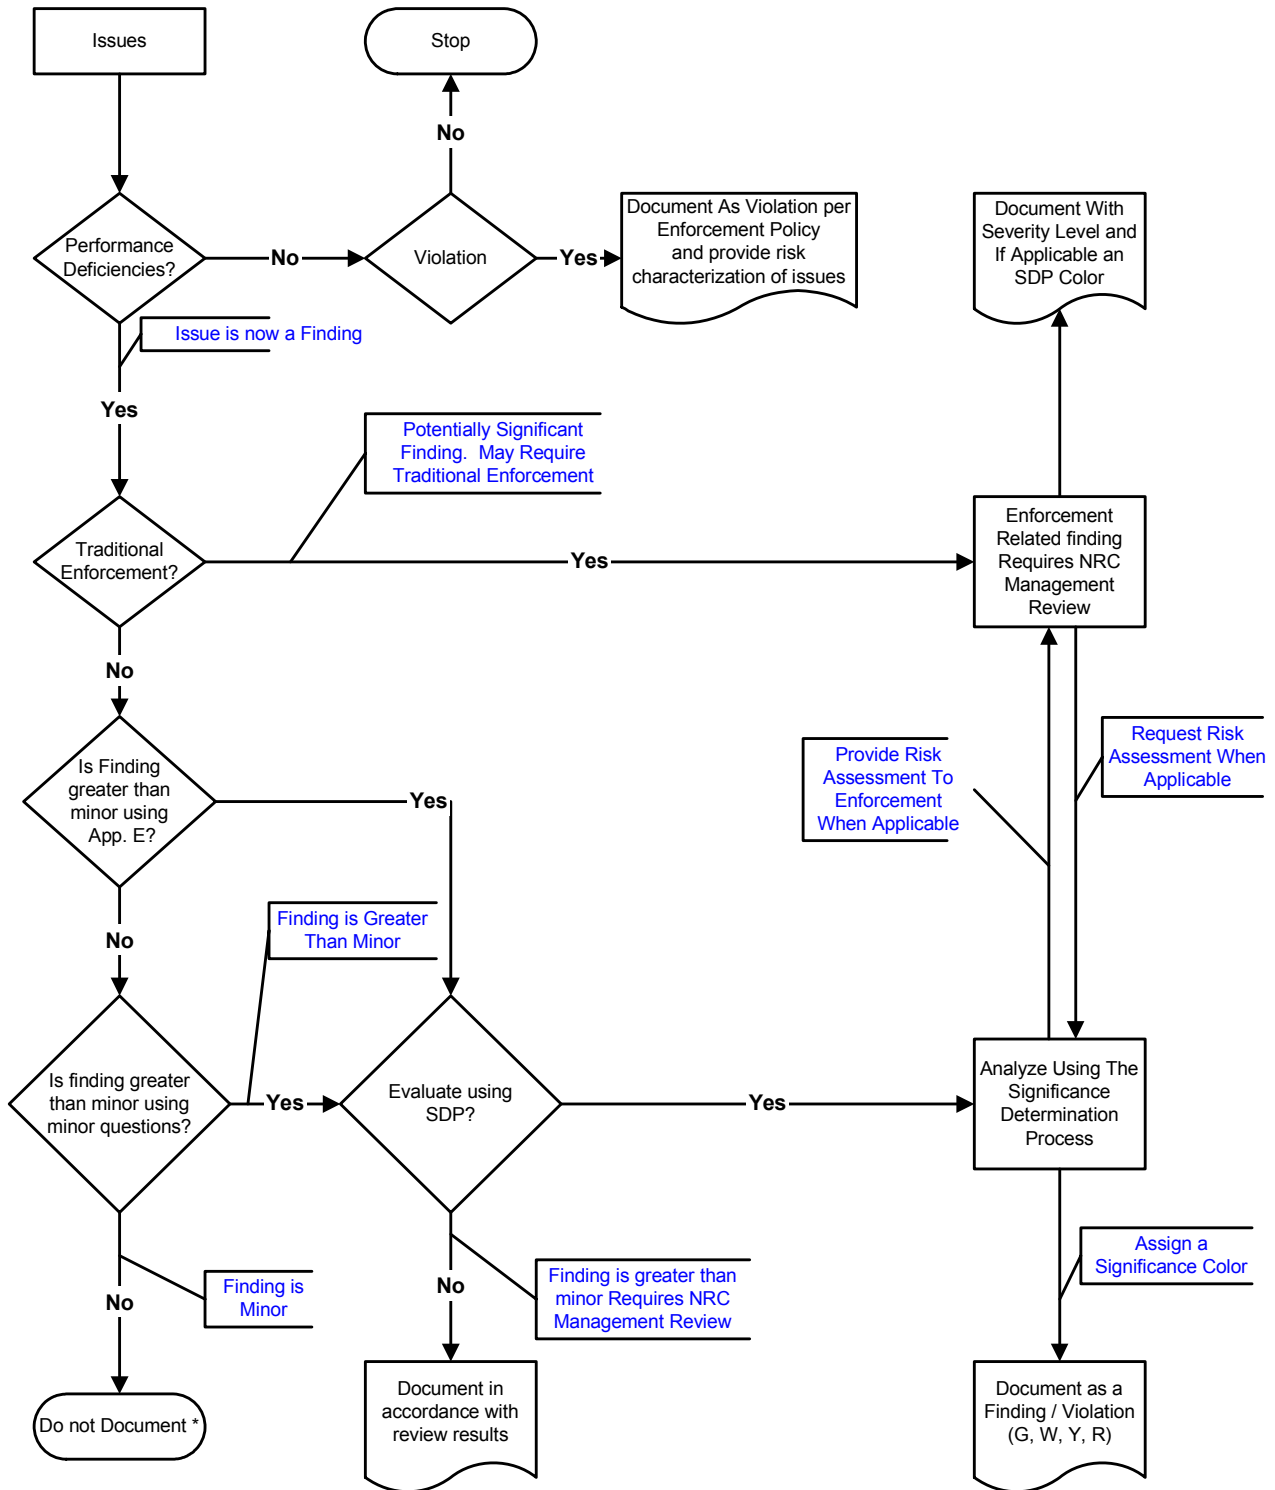 Issues
Stop
No
Performance
Deficiencies?
No
Violation
Yes
Document As Violation per
Enforcement Policy
and provide risk
characterization of issues
Document With
Severity Level and
If Applicable an
SDP Color
Issue is now a Finding
Yes
Potentially Significant
Finding.  May Require
Traditional Enforcement
Traditional
Enforcement?
Yes
Enforcement
Related finding
Requires NRC
Management
Review
No
Is Finding
greater than
minor using
App. E?
Yes
Provide Risk
Assessment To
Enforcement
When Applicable
Request Risk
Assessment When
Applicable
No
Finding is Greater
Than Minor
Is finding greater
than minor using
minor questions?
Yes
Evaluate using
SDP?
Yes
Analyze Using The
Significance
Determination
Process
No
Finding is
Minor
No
Finding is greater than
minor Requires NRC
Management Review
Assign a
Significance Color
Do not Document *
Document in
accordance with
review results
Document as a
Finding / Violation
(G, W, Y, R)